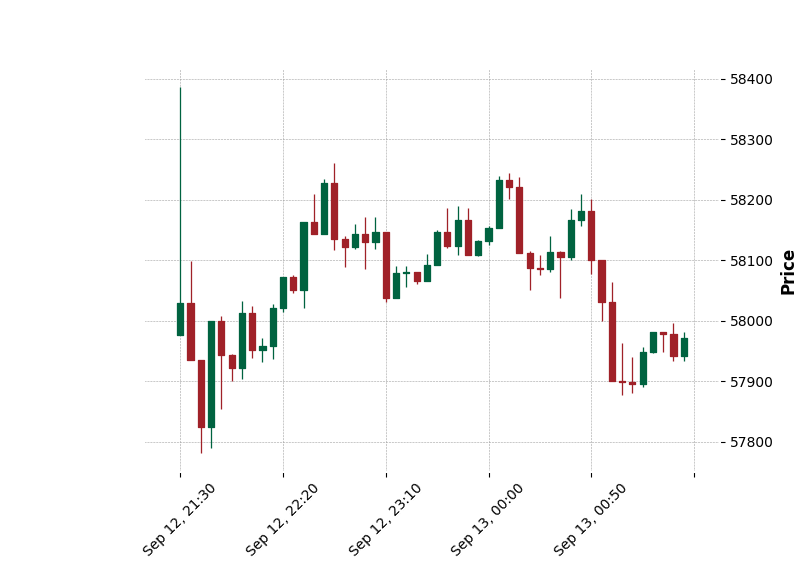 58400
58300
58200
58100
58000
57900
57800
Price
Sep 12, 21:30
Sep 12, 22:20
Sep 12, 23:10
Sep 13, 00:00
Sep 13, 00:50